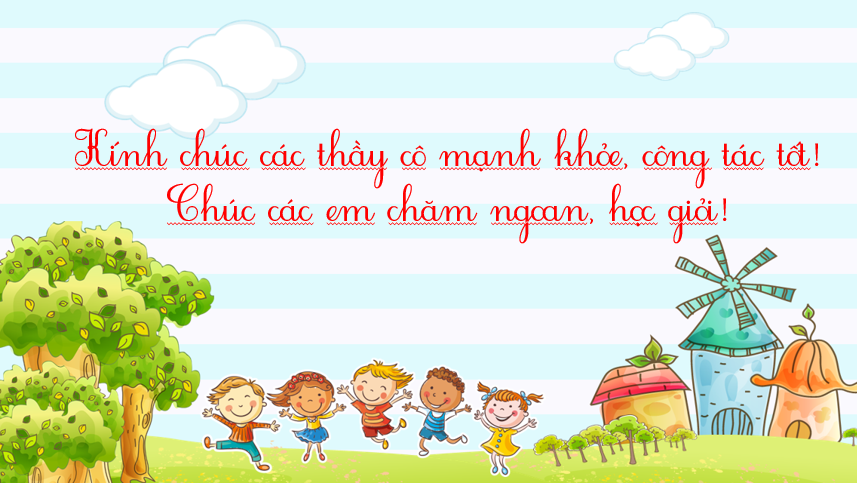 Kính chúc các thầy cô mạnh khỏe, công tác tốt!
Chúc các em chăm ngoan, học giỏi!